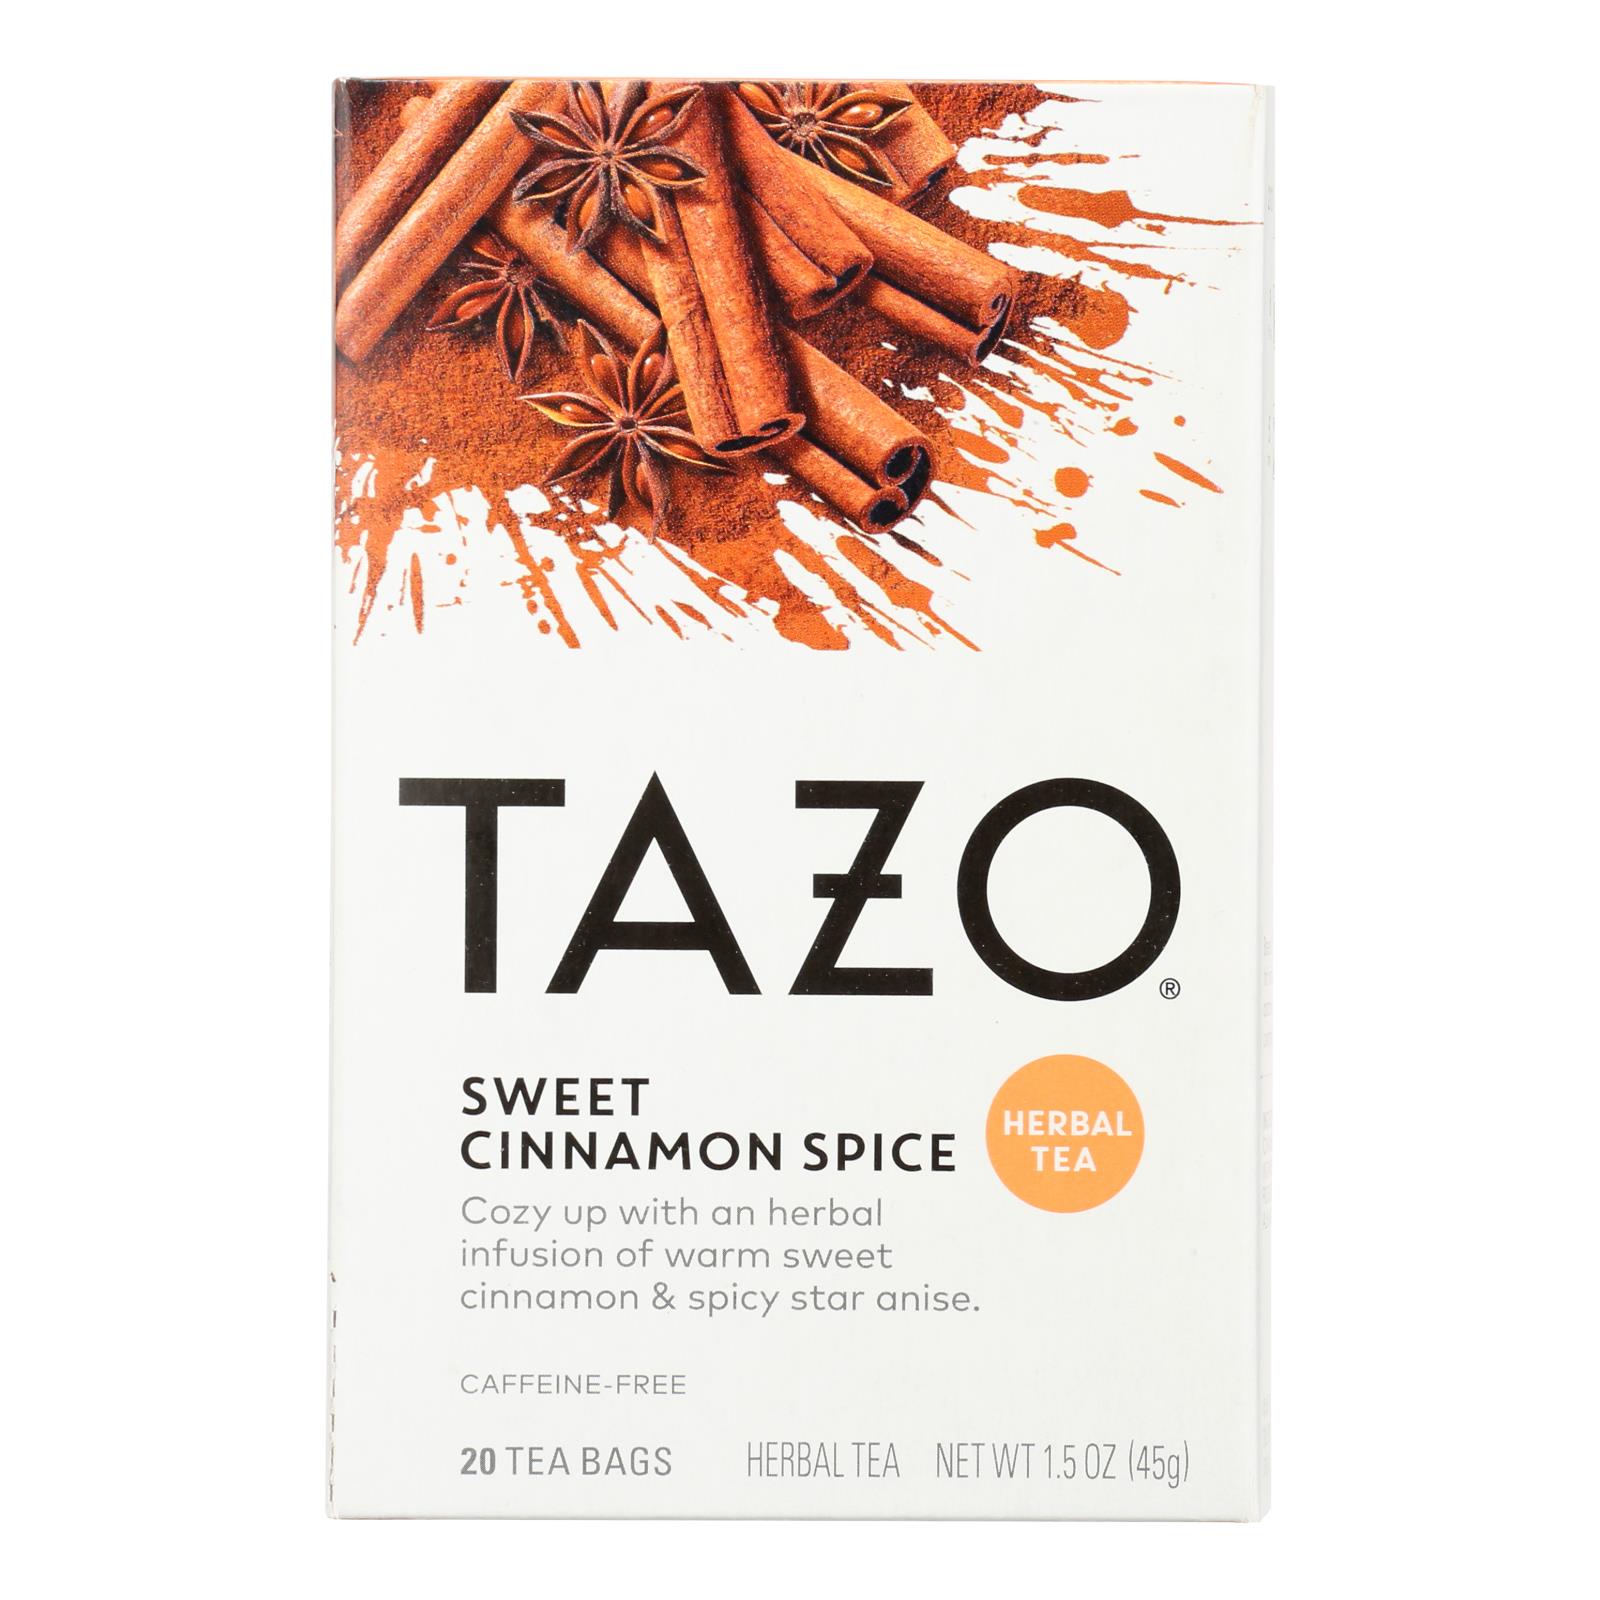 TAZO®
SWEET
CINNAMON SPICE
HERBAL
TEA
Cozy up with an herbal
infusion of warm sweet
cinnamon & spicy star anise.
CAFFEINE-FREE
20 TEA BAGS HERBAL TEA NET WT 1.5 OZ (45g)